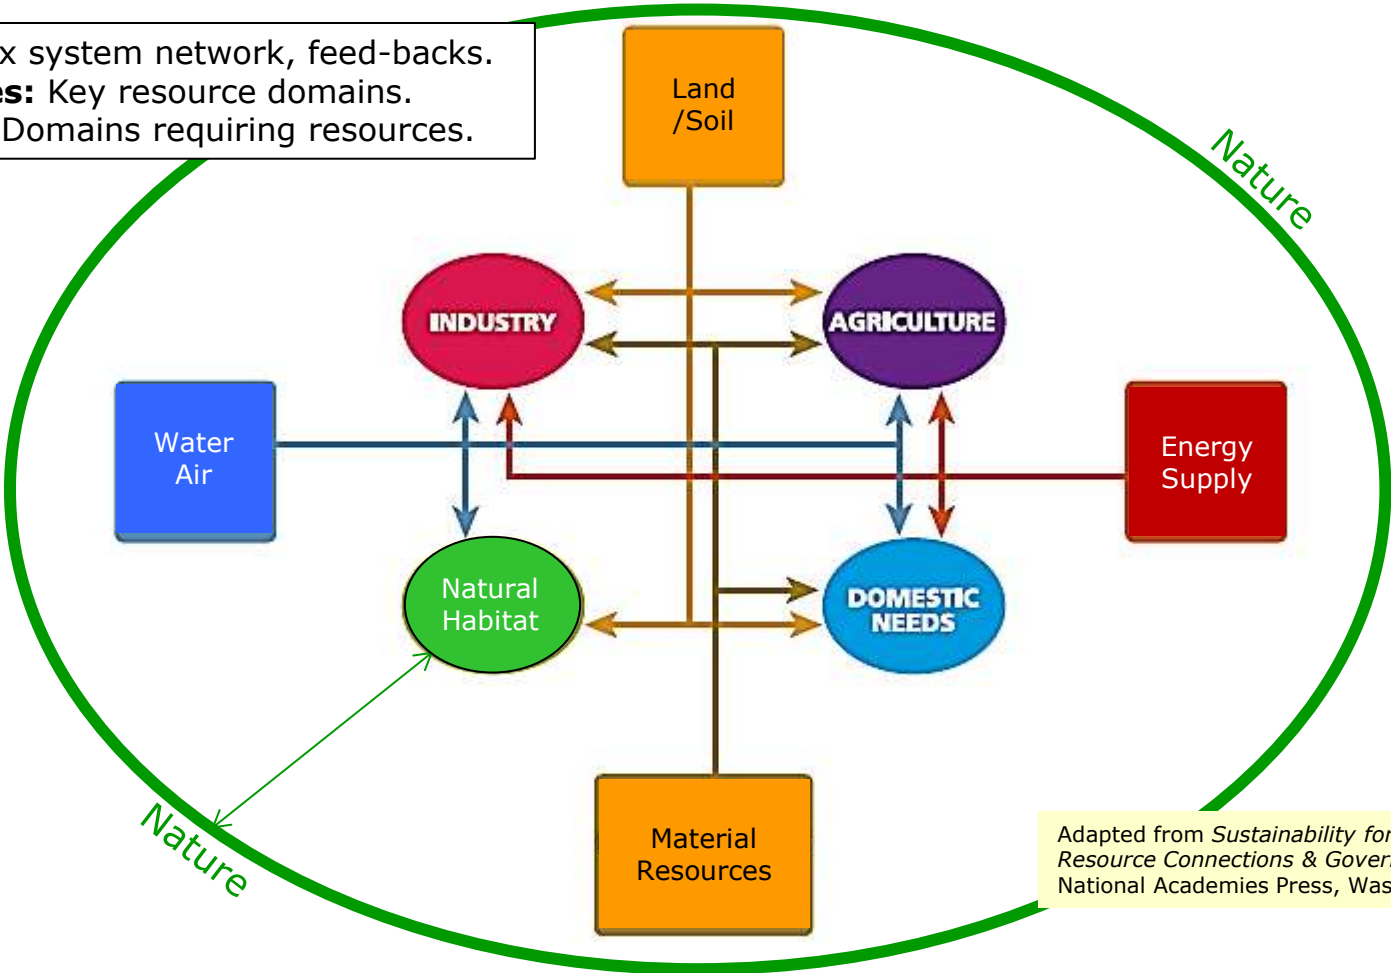 x system network, feed-backs.
es: Key resource domains.
Domains requiring resources.
Land
/Soil
Nature
INDUSTRY
AGRICULTURE
Water
Air
Energy
Supply
Natural
Habitat
DOMESTIC
NEEDS
Nature
Material
Resources
Adapted from Sustainability for
Resource Connections & Gover
National Academies Press, Was